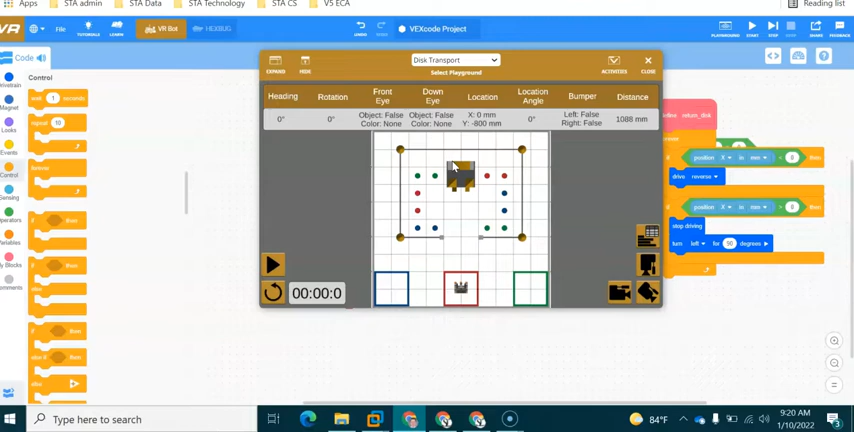 Apps STA admin STA Data STA Technology STA CS V5 ECA Reading list
VR File TUTORIALS LEARN VR Bot HEXBUG UNDO REDO VEXcode Project PLAYGROUND START STEP STOP SHARE FEEDBACK
Code
Control
Drivetrain
Magnet
Looks
Events
Control
Sensing
Operators
Variables
My Blocks
Comments
wait 1 seconds
repeat 10
forever
if then
if then
else
if then
else if then
else
EXPAND HIDE Disk Transport ACTIVITIES CLOSE
Select Playground
Heading Rotation Front Eye Down Eye Location Location Angle Bumper Distance
0° 0° Object: False Color: None Object: False Color: None X: 0 mm Y: -800 mm 0° Left: False Right: False 1088 mm
00:00:0
define return_disk
position X in mm < 0 then
drive reverse
position X in mm > 0 then
stop driving
turn left for 90 degrees
Type here to search
84°F
9:20 AM
1/10/2022
3